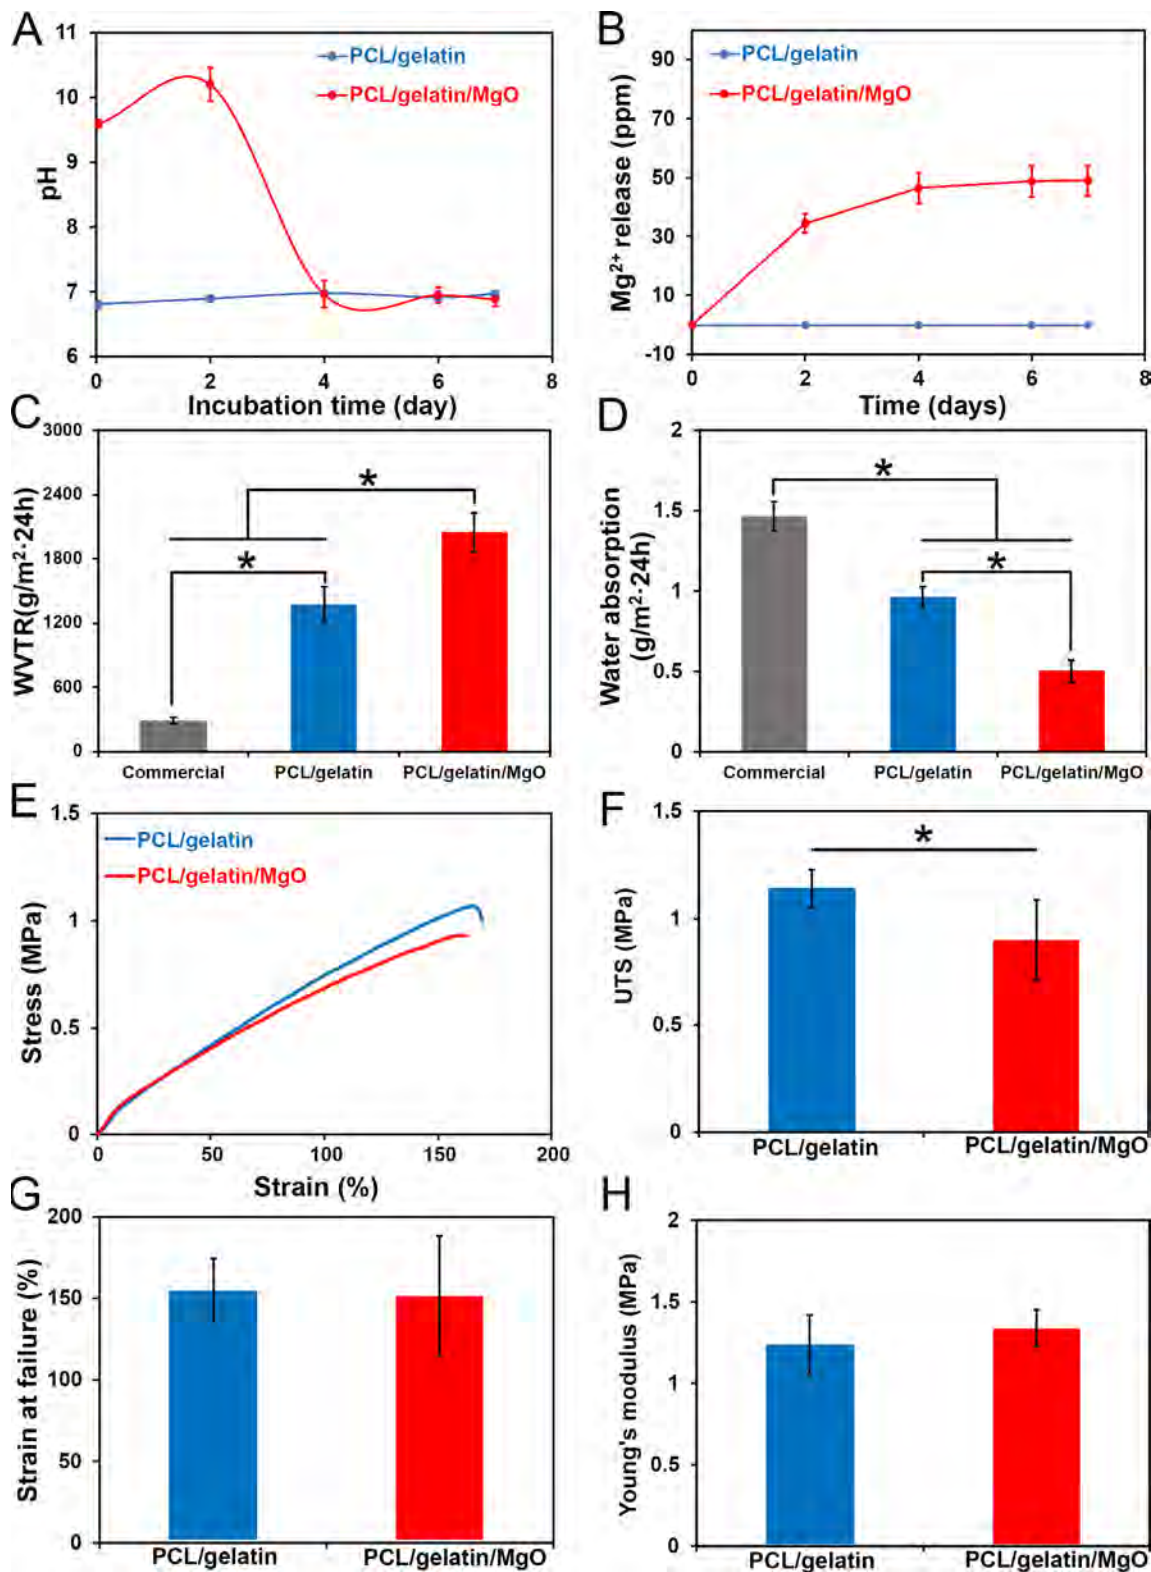 A
11
10
9
8
7
6
pH
PCL/gelatin
PCL/gelatin/MgO
0 2 4 6 8
Incubation time (day)
B
90
70
50
30
10
-10
Mg²⁺ release (ppm)
PCL/gelatin
PCL/gelatin/MgO
0 2 4 6 8
Time (days)
C
3000
2400
1800
1200
600
0
WVTR(g/m²·24h)
*
*
Commercial PCL/gelatin PCL/gelatin/MgO
D
2
1.5
1
0.5
0
Water absorption
(g/m²·24h)
*
*
Commercial PCL/gelatin PCL/gelatin/MgO
E
1.5
1
0.5
0
Stress (MPa)
PCL/gelatin
PCL/gelatin/MgO
0 50 100 150 200
Strain (%)
F
1.5
1
0.5
0
UTS (MPa)
*
PCL/gelatin PCL/gelatin/MgO
G
200
150
100
50
0
Strain at failure (%)
PCL/gelatin PCL/gelatin/MgO
H
2
1.5
1
0.5
0
Young's modulus (MPa)
PCL/gelatin PCL/gelatin/MgO